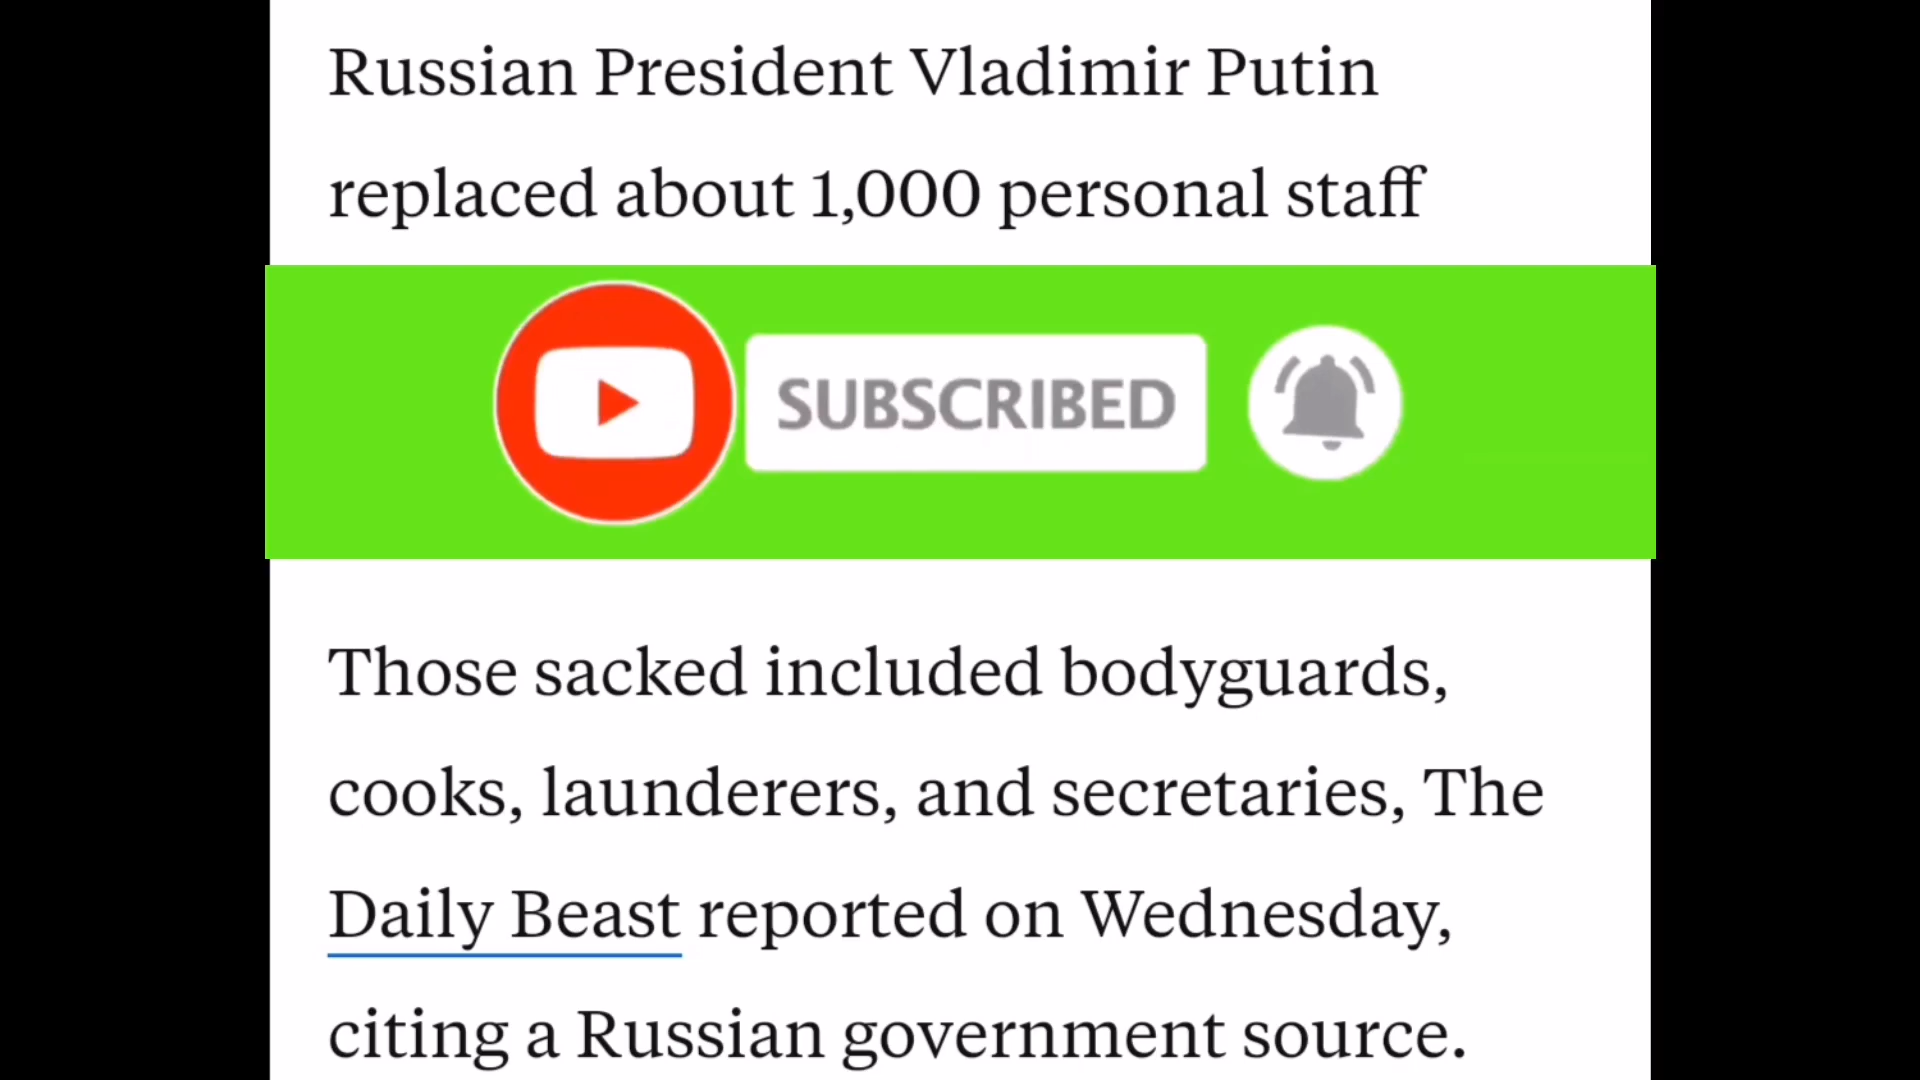 Russian President Vladimir Putin
replaced about 1,000 personal staff
SUBSCRIBED
Those sacked included bodyguards,
cooks, launderers, and secretaries, The
Daily Beast reported on Wednesday,
citing a Russian government source.